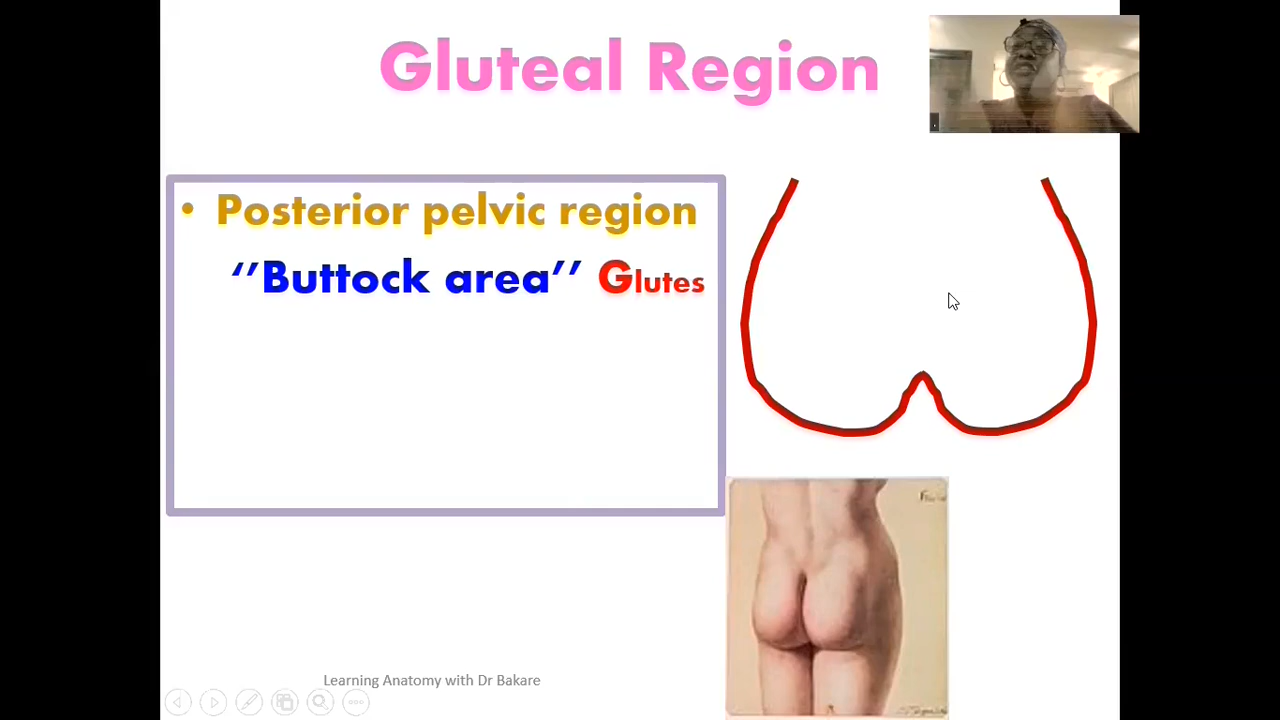 Gluteal Region
• Posterior pelvic region
‘‘Buttock area’’ Glutes
Learning Anatomy with Dr Bakare